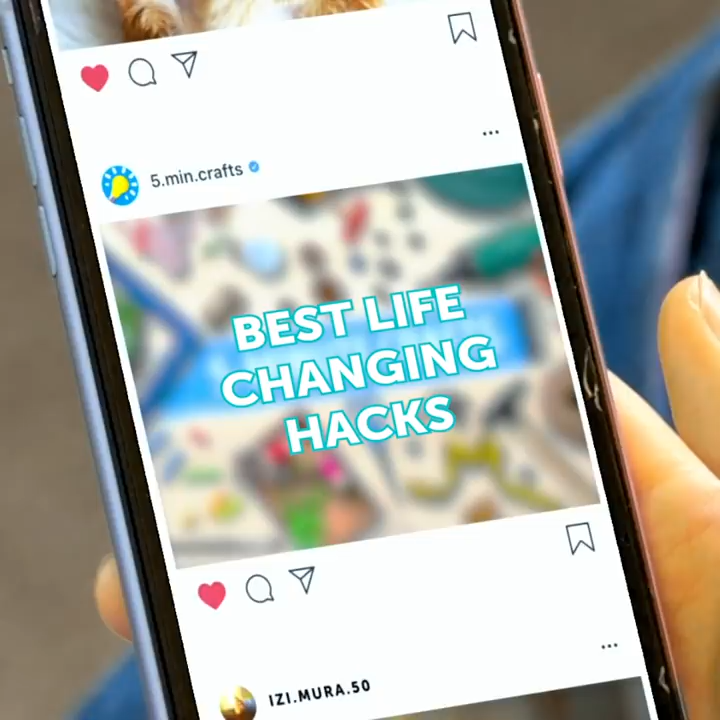 5.min.crafts
BEST LIFE
CHANGING
HACKS
IZI.MURA.50